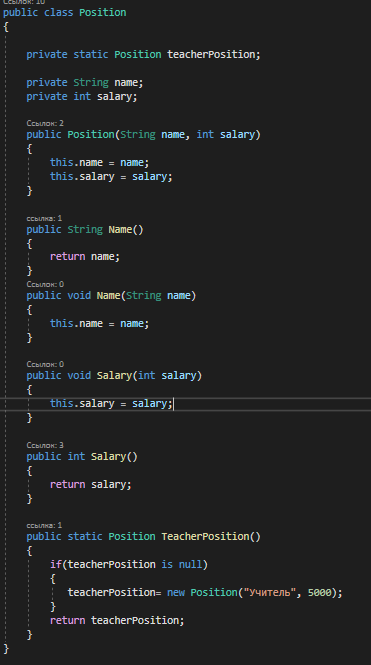 Ссылок: 10
public class Position
{
private static Position teacherPosition;
private String name;
private int salary;
Ссылок: 2
public Position(String name, int salary)
{
this.name = name;
this.salary = salary;
}
ссылка: 1
public String Name()
{
return name;
}
Ссылок: 0
public void Name(String name)
{
this.name = name;
}
Ссылок: 0
public void Salary(int salary)
{
this.salary = salary;
}
Ссылок: 3
public int Salary()
{
return salary;
}
ссылка: 1
public static Position TeacherPosition()
{
if(teacherPosition is null)
{
teacherPosition= new Position("Учитель", 5000);
}
return teacherPosition;
}
}